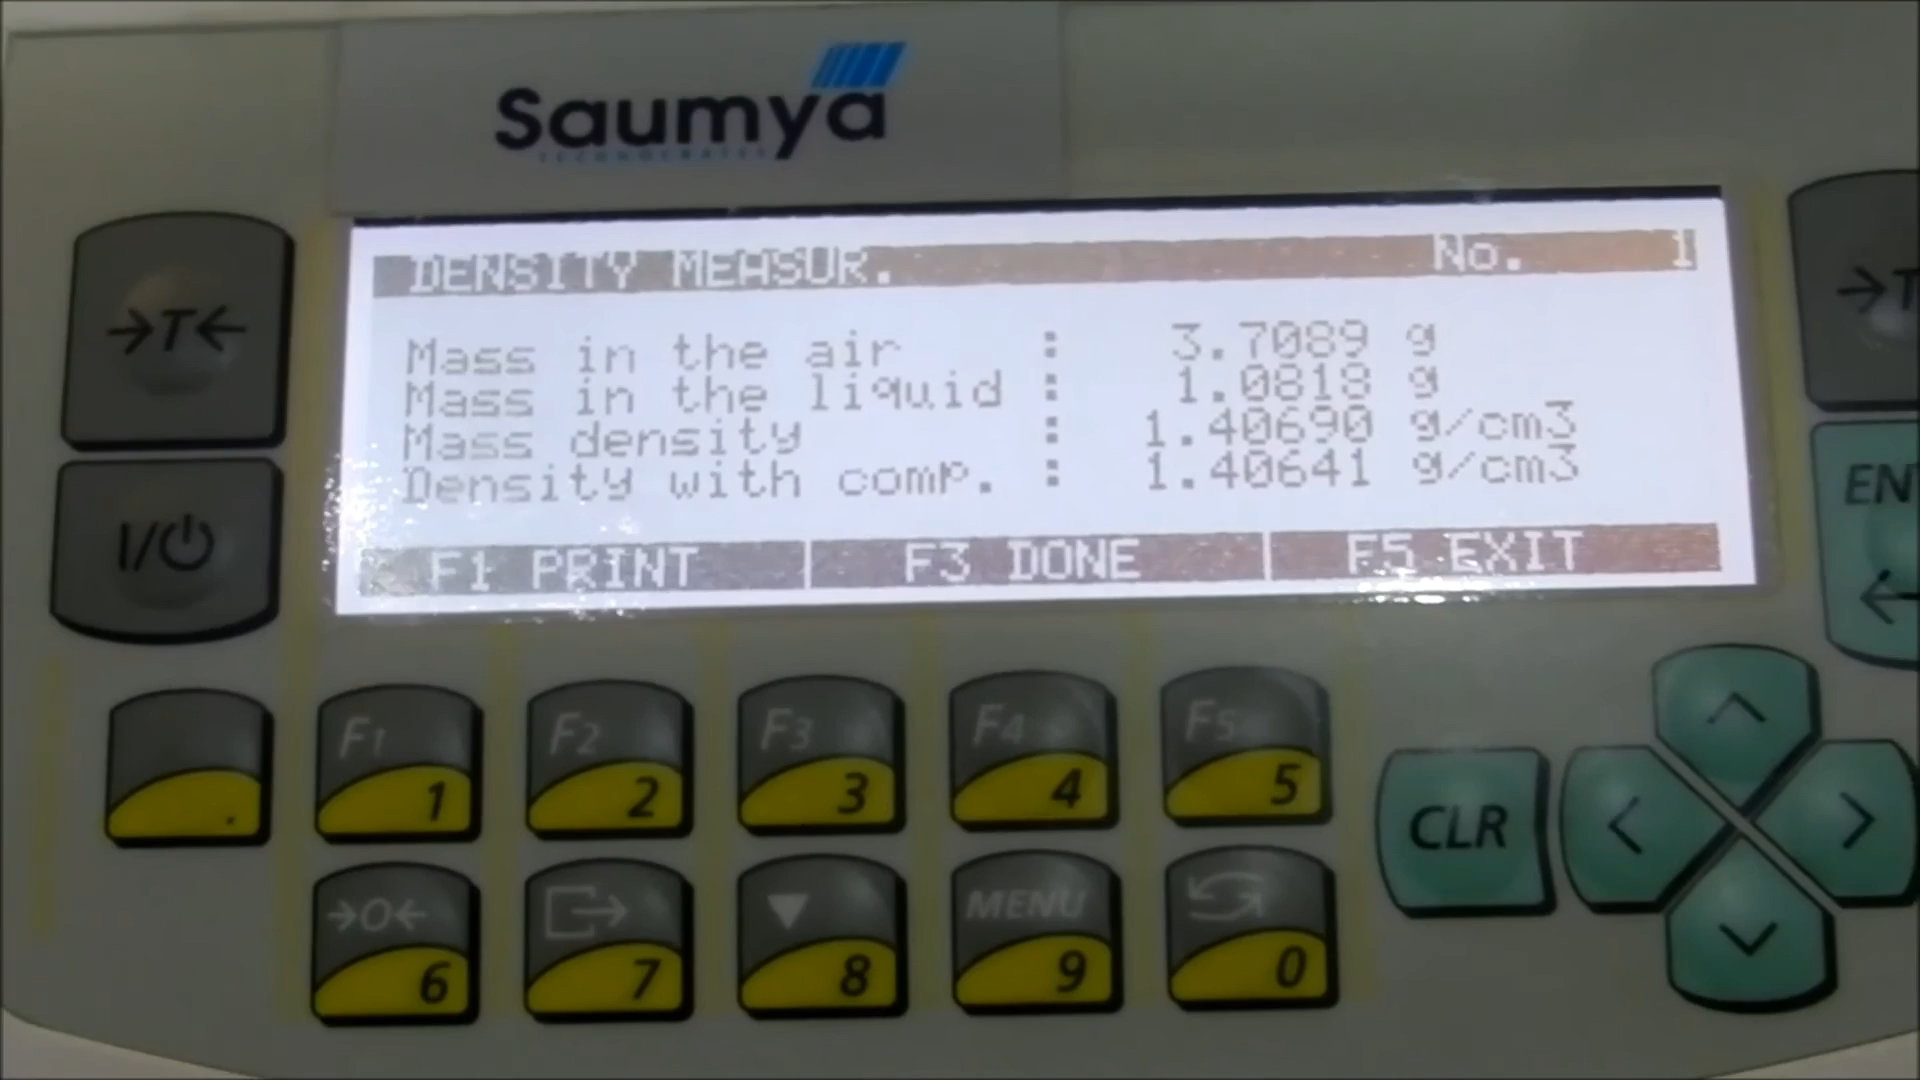 Saumya
TECHNOCRATES
DENSITY MEASUR. No. 1
Mass in the air : 3.7089 g
Mass in the liquid : 1.0818 g
Mass density : 1.40690 g/cm3
Density with comp. : 1.40641 g/cm3
F1 PRINT F3 DONE F5 EXIT
→T←
→T
I/⏻
EN
.
F1 1
F2 2
F3 3
F4 4
F5 5
CLR
→0← 6
7
8
MENU 9
0